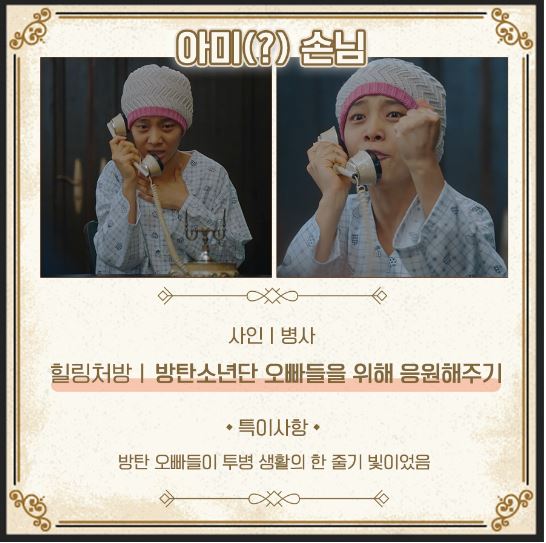 아미(?) 손님
사인 | 병사
힐링처방 | 방탄소년단 오빠들을 위해 응원해주기
• 특이사항 •
방탄 오빠들이 투병 생활의 한 줄기 빛이었음